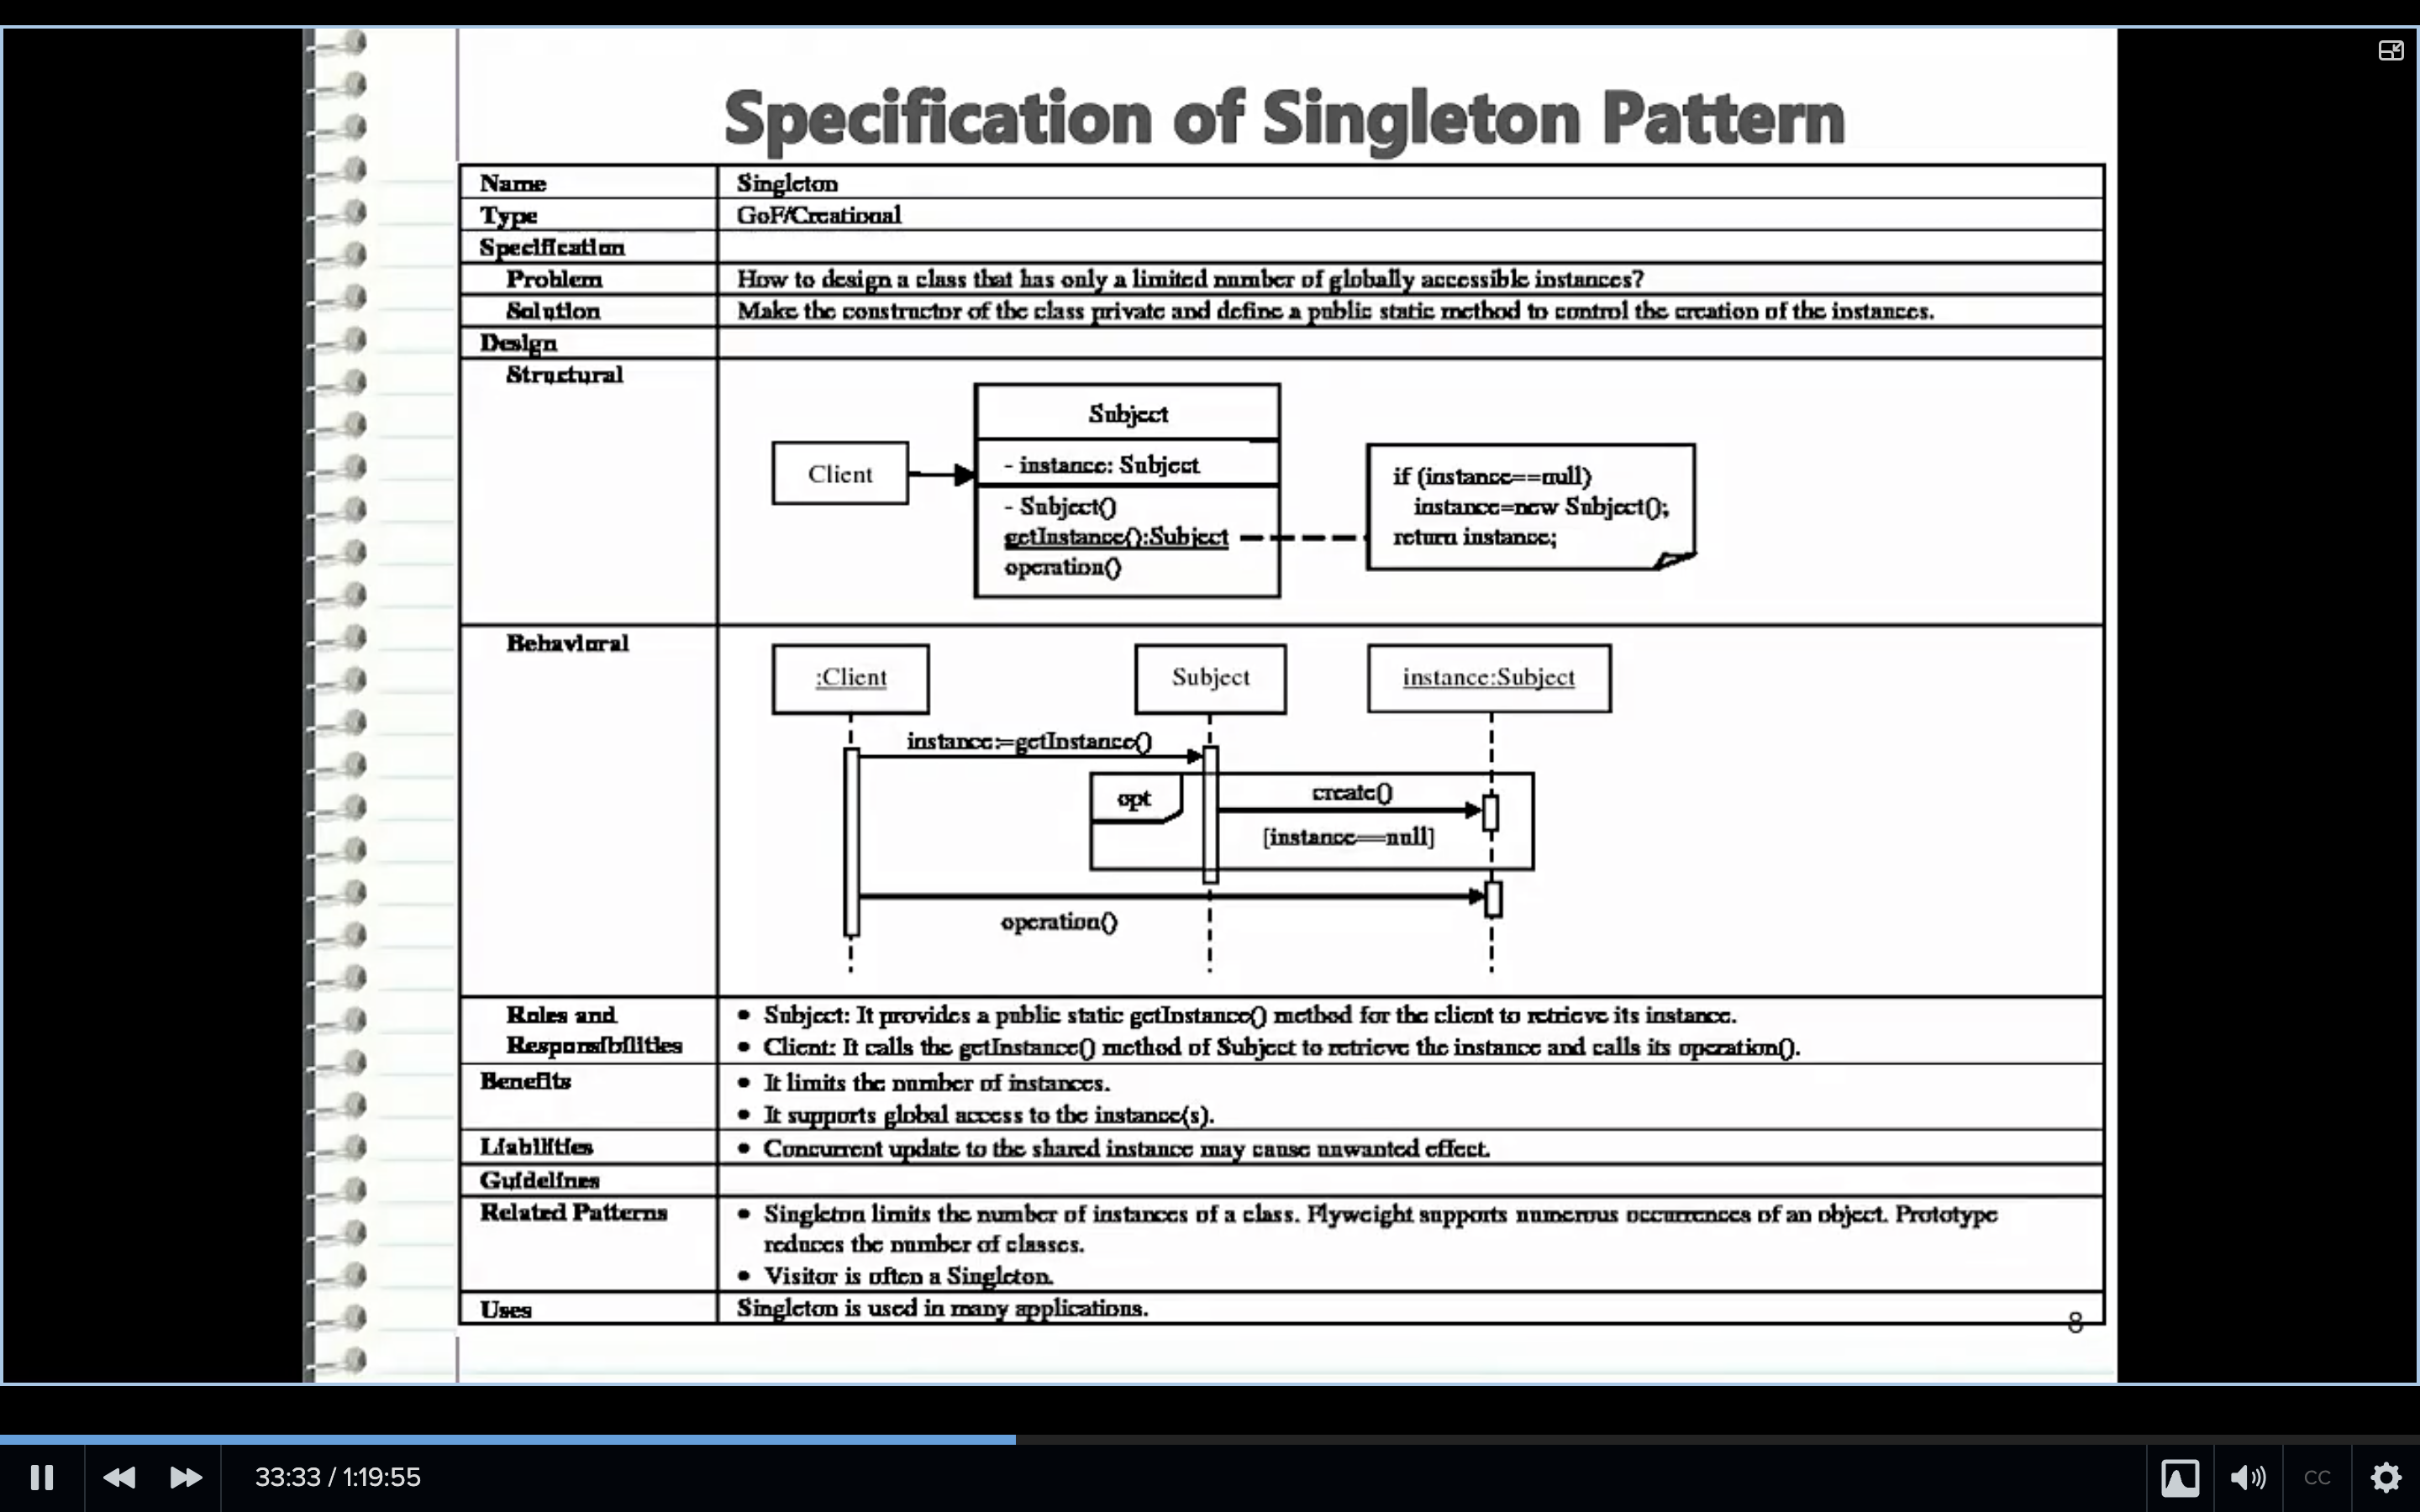 Specification of Singleton Pattern
Name Singleton
Type GoF/Creational
Specification
Problem How to design a class that has only a limited number of globally accessible instances?
Solution Make the constructor of the class private and define a public static method to control the creation of the instances.
Design
Structural
Subject
Client
- instance: Subject
- Subject()
getInstance():Subject
operation()
if (instance==null)
instance=new Subject();
return instance;
Behavioral
:Client Subject instance:Subject
instance:=getInstance()
opt
create()
[instance==null]
operation()
Roles and
Responsibilities
• Subject: It provides a public static getInstance() method for the client to retrieve its instance.
• Client: It calls the getInstance() method of Subject to retrieve the instance and calls its operation().
Benefits
• It limits the number of instances.
• It supports global access to the instance(s).
Liabilities • Concurrent update to the shared instance may cause unwanted effect.
Guidelines
Related Patterns • Singleton limits the number of instances of a class. Flyweight supports numerous occurrences of an object. Prototype
reduces the number of classes.
• Visitor is often a Singleton.
Uses Singleton is used in many applications.
8
33:33 / 1:19:55
CC